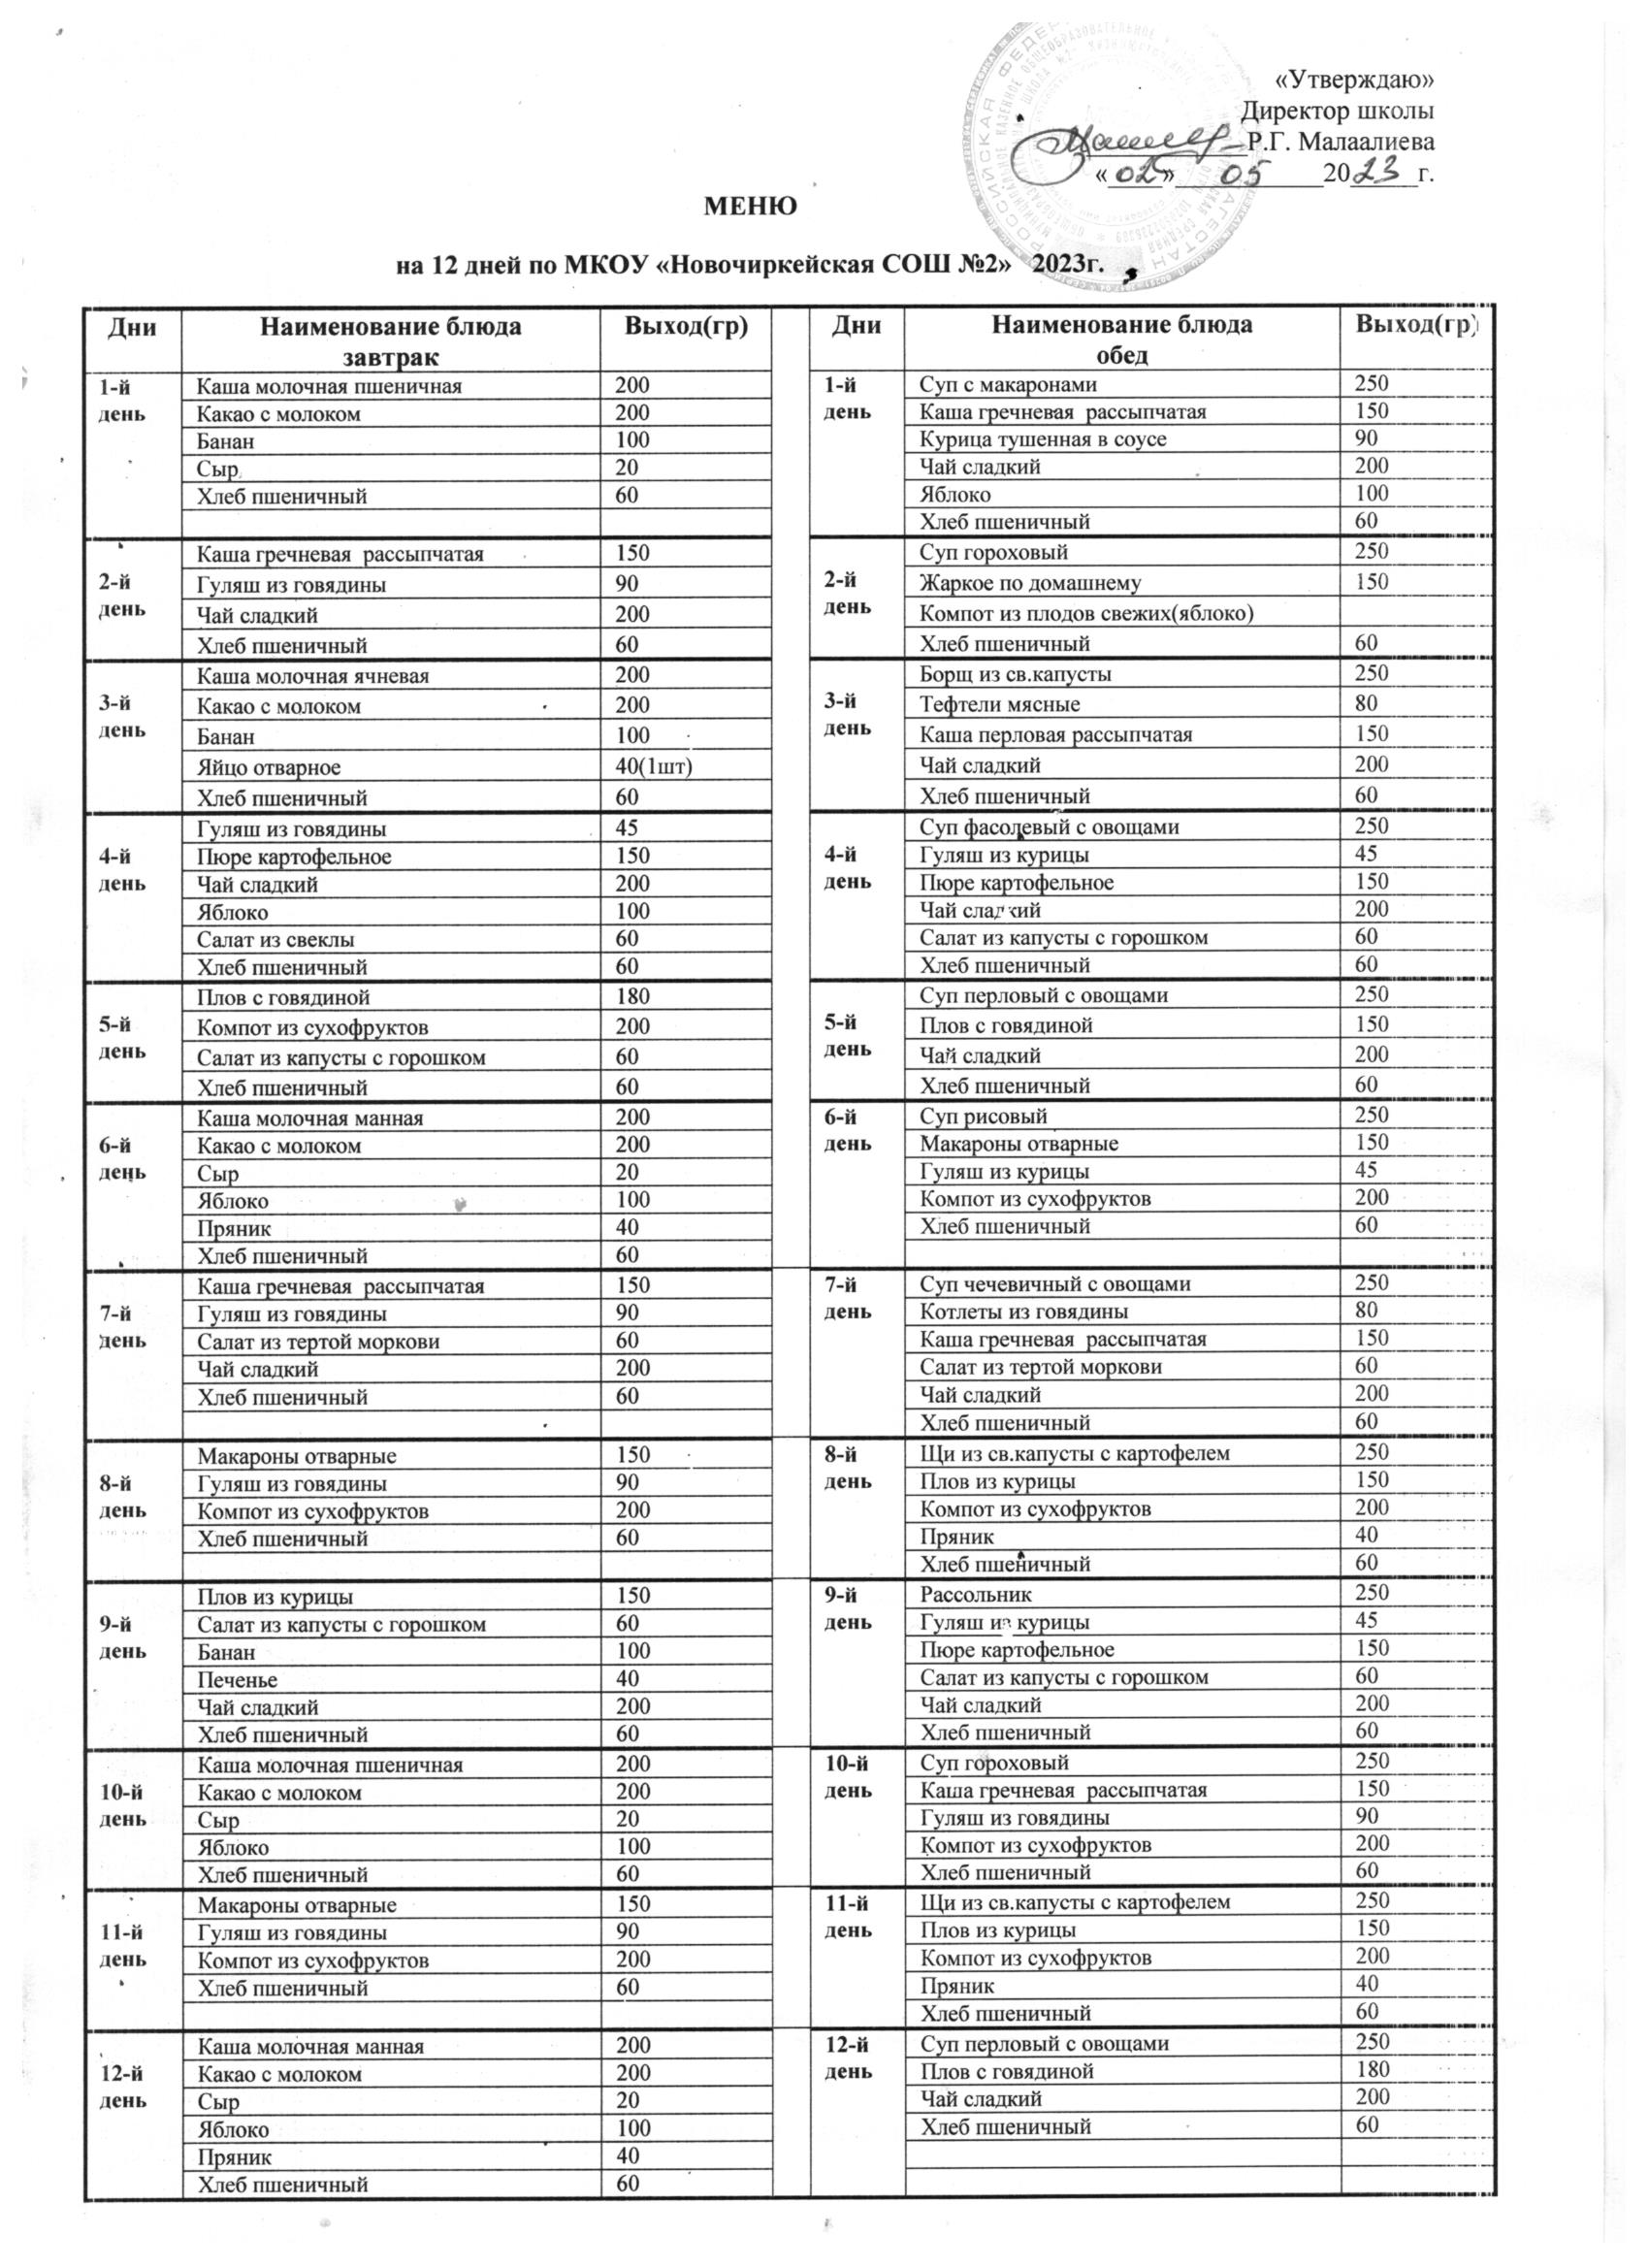 «Утверждаю»
Директор школы
Р.Г. Малаалиева
«02» 05 2023 г.
МЕНЮ
на 12 дней по МКОУ «Новочиркейская СОШ №2» 2023г.
Дни Наименование блюда завтрак Выход(гр) Дни Наименование блюда обед Выход(гр)
1-й день 1-й день
Каша молочная пшеничная 200 Суп с макаронами 250
Какао с молоком 200 Каша гречневая рассыпчатая 150
Банан 100 Курица тушенная в соусе 90
Сыр 20 Чай сладкий 200
Хлеб пшеничный 60 Яблоко 100
Хлеб пшеничный 60
2-й день 2-й день
Каша гречневая рассыпчатая 150 Суп гороховый 250
Гуляш из говядины 90 Жаркое по домашнему 150
Чай сладкий 200 Компот из плодов свежих(яблоко)
Хлеб пшеничный 60 Хлеб пшеничный 60
3-й день 3-й день
Каша молочная ячневая 200 Борщ из св.капусты 250
Какао с молоком 200 Тефтели мясные 80
Банан 100 Каша перловая рассыпчатая 150
Яйцо отварное 40(1шт) Чай сладкий 200
Хлеб пшеничный 60 Хлеб пшеничный 60
4-й день 4-й день
Гуляш из говядины 45 Суп фасолевый с овощами 250
Пюре картофельное 150 Гуляш из курицы 45
Чай сладкий 200 Пюре картофельное 150
Яблоко 100 Чай сладкий 200
Салат из свеклы 60 Салат из капусты с горошком 60
Хлеб пшеничный 60 Хлеб пшеничный 60
5-й день 5-й день
Плов с говядиной 180 Суп перловый с овощами 250
Компот из сухофруктов 200 Плов с говядиной 150
Салат из капусты с горошком 60 Чай сладкий 200
Хлеб пшеничный 60 Хлеб пшеничный 60
6-й день 6-й день
Каша молочная манная 200 Суп рисовый 250
Какао с молоком 200 Макароны отварные 150
Сыр 20 Гуляш из курицы 45
Яблоко 100 Компот из сухофруктов 200
Пряник 40 Хлеб пшеничный 60
Хлеб пшеничный 60
7-й день 7-й день
Каша гречневая рассыпчатая 150 Суп чечевичный с овощами 250
Гуляш из говядины 90 Котлеты из говядины 80
Салат из тертой моркови 60 Каша гречневая рассыпчатая 150
Чай сладкий 200 Салат из тертой моркови 60
Хлеб пшеничный 60 Чай сладкий 200
Хлеб пшеничный 60
8-й день 8-й день
Макароны отварные 150 Щи из св.капусты с картофелем 250
Гуляш из говядины 90 Плов из курицы 150
Компот из сухофруктов 200 Компот из сухофруктов 200
Хлеб пшеничный 60 Пряник 40
Хлеб пшеничный 60
9-й день 9-й день
Плов из курицы 150 Рассольник 250
Салат из капусты с горошком 60 Гуляш из курицы 45
Банан 100 Пюре картофельное 150
Печенье 40 Салат из капусты с горошком 60
Чай сладкий 200 Чай сладкий 200
Хлеб пшеничный 60 Хлеб пшеничный 60
10-й день 10-й день
Каша молочная пшеничная 200 Суп гороховый 250
Какао с молоком 200 Каша гречневая рассыпчатая 150
Сыр 20 Гуляш из говядины 90
Яблоко 100 Компот из сухофруктов 200
Хлеб пшеничный 60 Хлеб пшеничный 60
11-й день 11-й день
Макароны отварные 150 Щи из св.капусты с картофелем 250
Гуляш из говядины 90 Плов из курицы 150
Компот из сухофруктов 200 Компот из сухофруктов 200
Хлеб пшеничный 60 Пряник 40
Хлеб пшеничный 60
12-й день 12-й день
Каша молочная манная 200 Суп перловый с овощами 250
Какао с молоком 200 Плов с говядиной 180
Сыр 20 Чай сладкий 200
Яблоко 100 Хлеб пшеничный 60
Пряник 40
Хлеб пшеничный 60